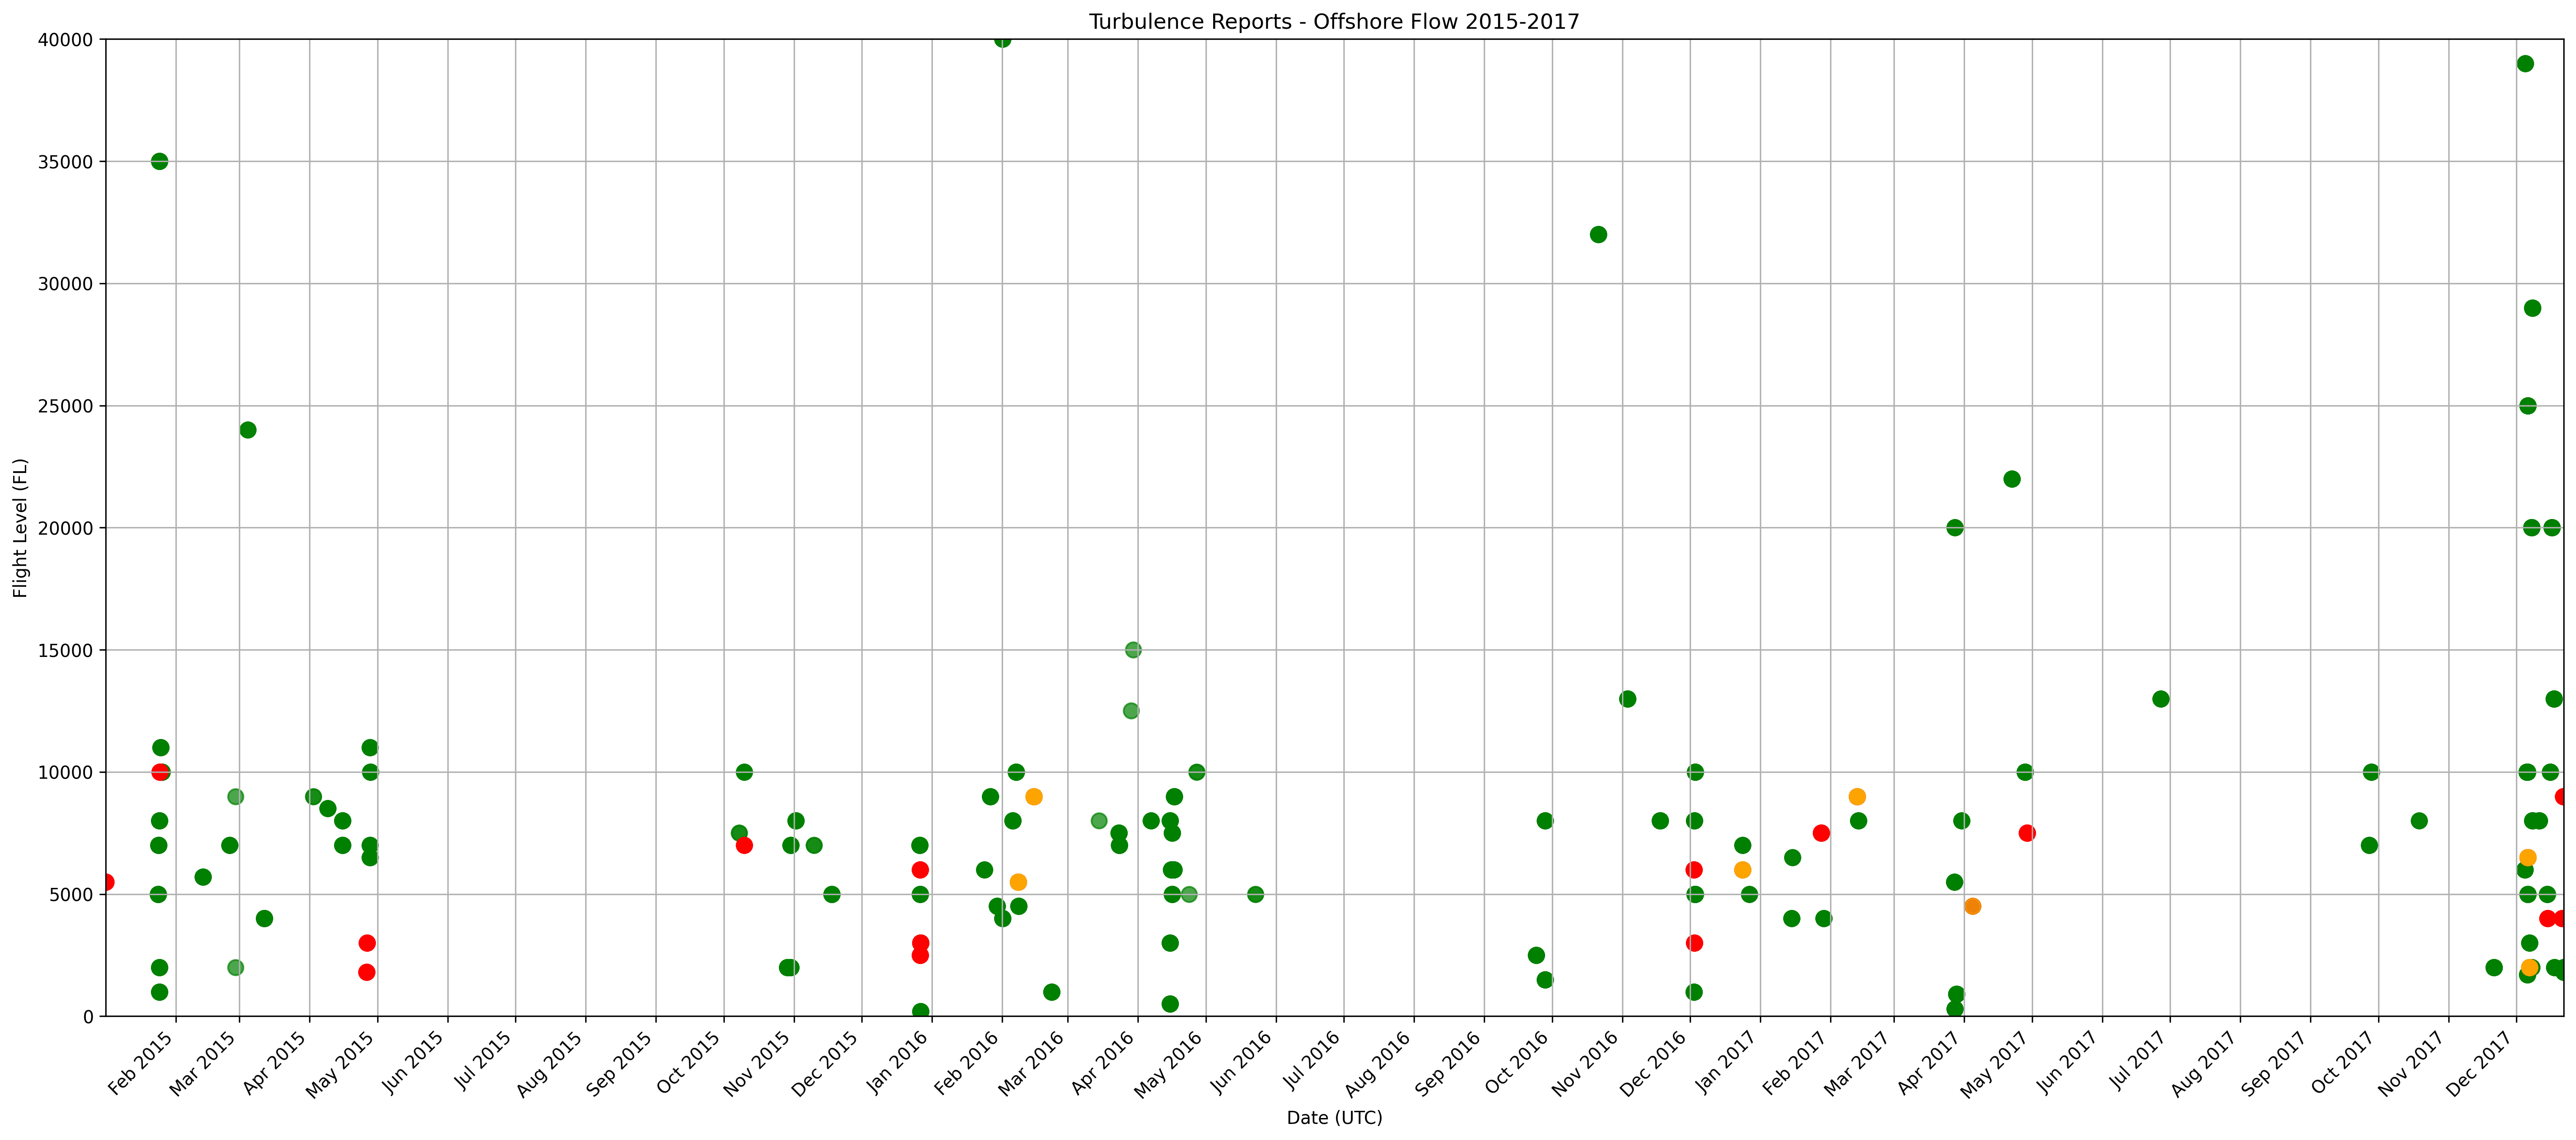 Turbulence Reports - Offshore Flow 2015-2017
40000
35000
30000
25000
20000
15000
10000
5000
0
Flight Level (FL)
Feb 2015
Mar 2015
Apr 2015
May 2015
Jun 2015
Jul 2015
Aug 2015
Sep 2015
Oct 2015
Nov 2015
Dec 2015
Jan 2016
Feb 2016
Mar 2016
Apr 2016
May 2016
Jun 2016
Jul 2016
Aug 2016
Sep 2016
Oct 2016
Nov 2016
Dec 2016
Jan 2017
Feb 2017
Mar 2017
Apr 2017
May 2017
Jun 2017
Jul 2017
Aug 2017
Sep 2017
Oct 2017
Nov 2017
Dec 2017
Date (UTC)